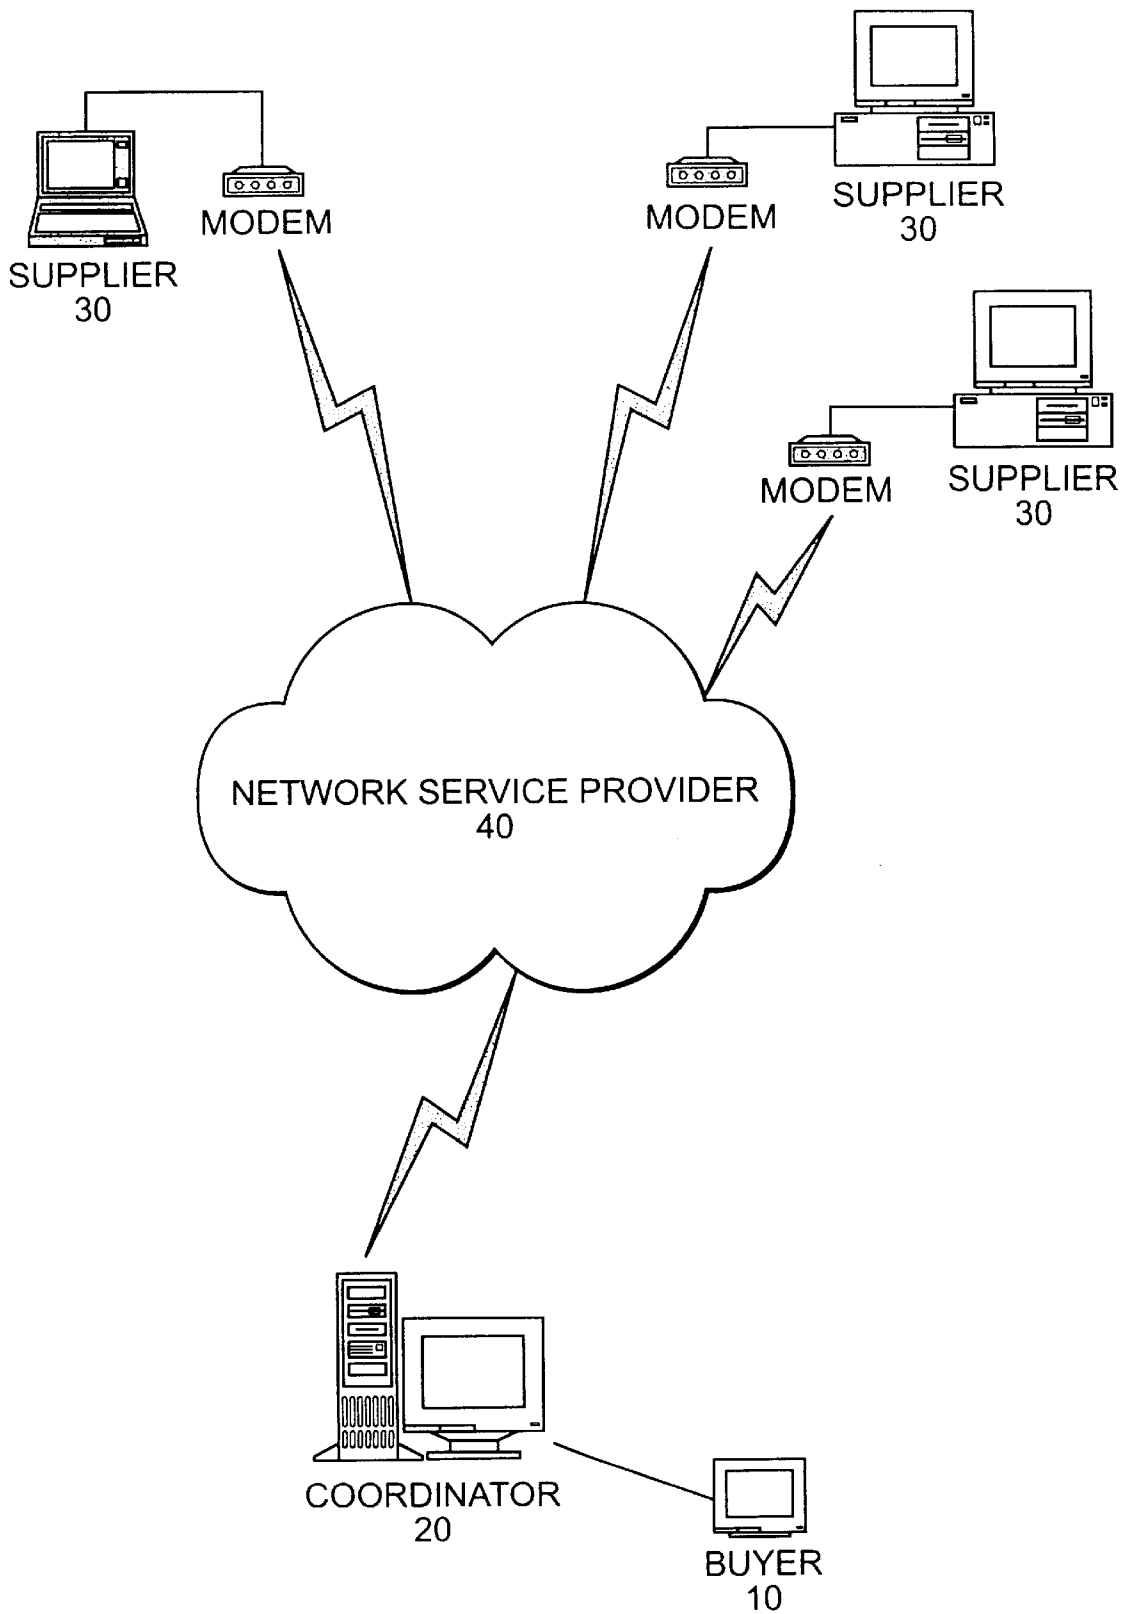 SUPPLIER
30
MODEM
MODEM
SUPPLIER
30
MODEM
SUPPLIER
30
NETWORK SERVICE PROVIDER
40
COORDINATOR
20
BUYER
10